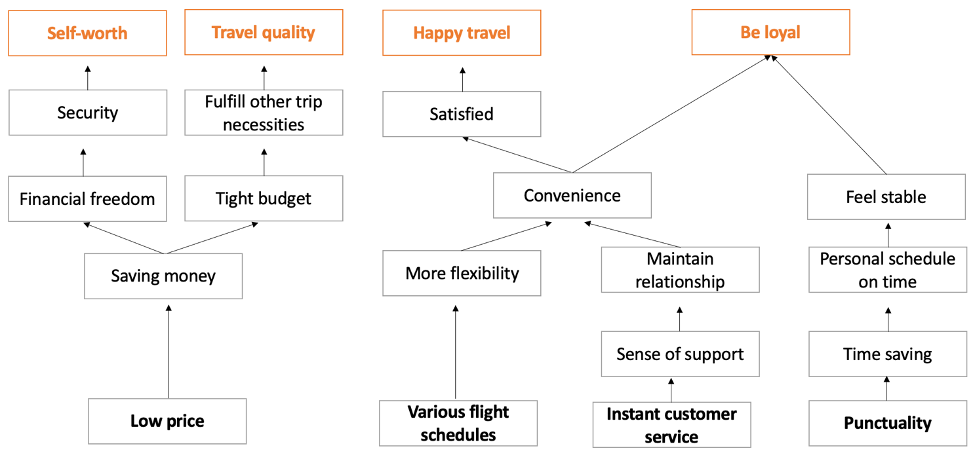 Self-worth
Travel quality
Happy travel
Be loyal
Security
Fulfill other trip
necessities
Satisfied
Financial freedom
Tight budget
Convenience
Feel stable
Saving money
More flexibility
Maintain
relationship
Personal schedule
on time
Sense of support
Time saving
Low price
Various flight
schedules
Instant customer
service
Punctuality